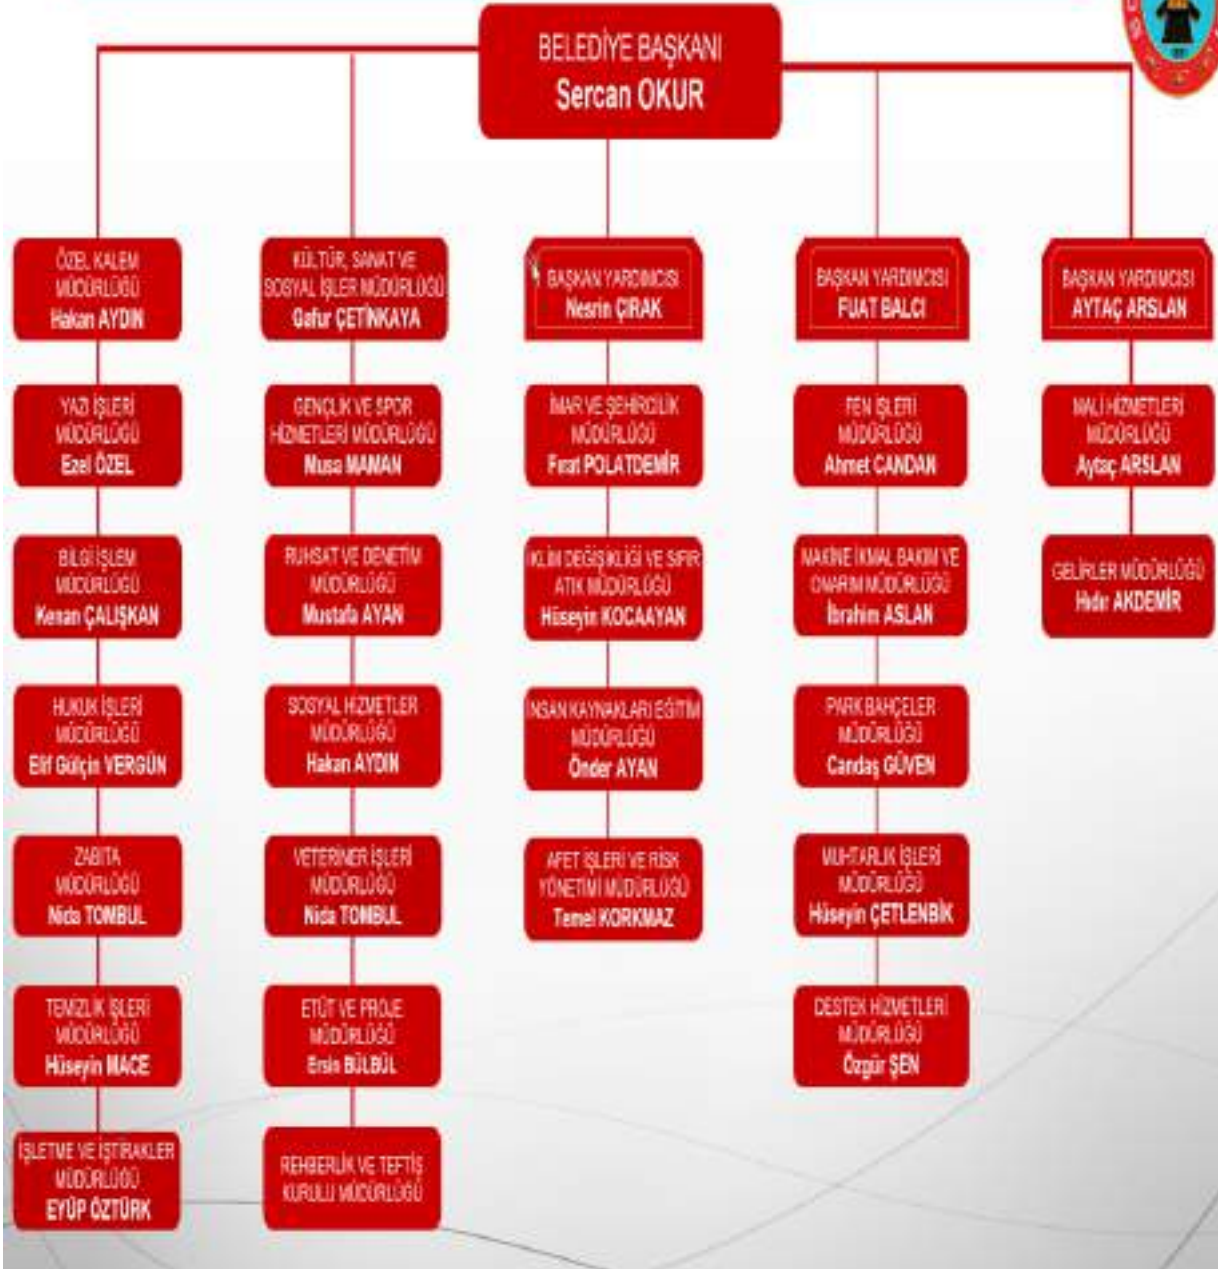 BELEDİYE BAŞKANI
Sercan OKUR
ÖZEL KALEM
MÜDÜRLÜĞÜ
Hakan AYDIN
YAZI İŞLERİ
MÜDÜRLÜĞÜ
Ezel ÖZEL
BİLGİ İŞLEM
MÜDÜRLÜĞÜ
Kenan ÇALIŞKAN
HUKUK İŞLERİ
MÜDÜRLÜĞÜ
Elif Gülçin VERGÜN
ZABITA
MÜDÜRLÜĞÜ
Nida TOMBUL
TEMİZLİK İŞLERİ
MÜDÜRLÜĞÜ
Hüseyin MACE
İŞLETME VE İŞTİRAKLER
MÜDÜRLÜĞÜ
EYÜP ÖZTÜRK
KÜLTÜR, SANAT VE
SOSYAL İŞLER MÜDÜRLÜĞÜ
Gafur ÇETİNKAYA
GENÇLİK VE SPOR
HİZMETLERİ MÜDÜRLÜĞÜ
Musa MAMAN
RUHSAT VE DENETİM
MÜDÜRLÜĞÜ
Mustafa AYAN
SOSYAL HİZMETLER
MÜDÜRLÜĞÜ
Hakan AYDIN
VETERİNER İŞLERİ
MÜDÜRLÜĞÜ
Nida TOMBUL
ETÜT VE PROJE
MÜDÜRLÜĞÜ
Ersin BÜLBÜL
REHBERLİK VE TEFTİŞ
KURULU MÜDÜRLÜĞÜ
BAŞKAN YARDIMCISI
Nesrin ÇIRAK
İMAR VE ŞEHİRCİLİK
MÜDÜRLÜĞÜ
Fırat POLATDEMİR
İKLİM DEĞİŞİKLİĞİ VE SIFIR
ATIK MÜDÜRLÜĞÜ
Hüseyin KOCAAYAN
İNSAN KAYNAKLARI EĞİTİM
MÜDÜRLÜĞÜ
Önder AYAN
AFET İŞLERİ VE RİSK
YÖNETİMİ MÜDÜRLÜĞÜ
Temel KORKMAZ
BAŞKAN YARDIMCISI
FUAT BALCI
FEN İŞLERİ
MÜDÜRLÜĞÜ
Ahmet CANDAN
MAKİNE İKMAL BAKIM VE
ONARIM MÜDÜRLÜĞÜ
İbrahim ASLAN
PARK BAHÇELER
MÜDÜRLÜĞÜ
Candaş GÜVEN
MUHTARLIK İŞLERİ
MÜDÜRLÜĞÜ
Hüseyin ÇETLENBİK
DESTEK HİZMETLERİ
MÜDÜRLÜĞÜ
Özgür ŞEN
BAŞKAN YARDIMCISI
AYTAÇ ARSLAN
MALİ HİZMETLERİ
MÜDÜRLÜĞÜ
Aytaç ARSLAN
GELİRLER MÜDÜRLÜĞÜ
Hıdır AKDEMİR